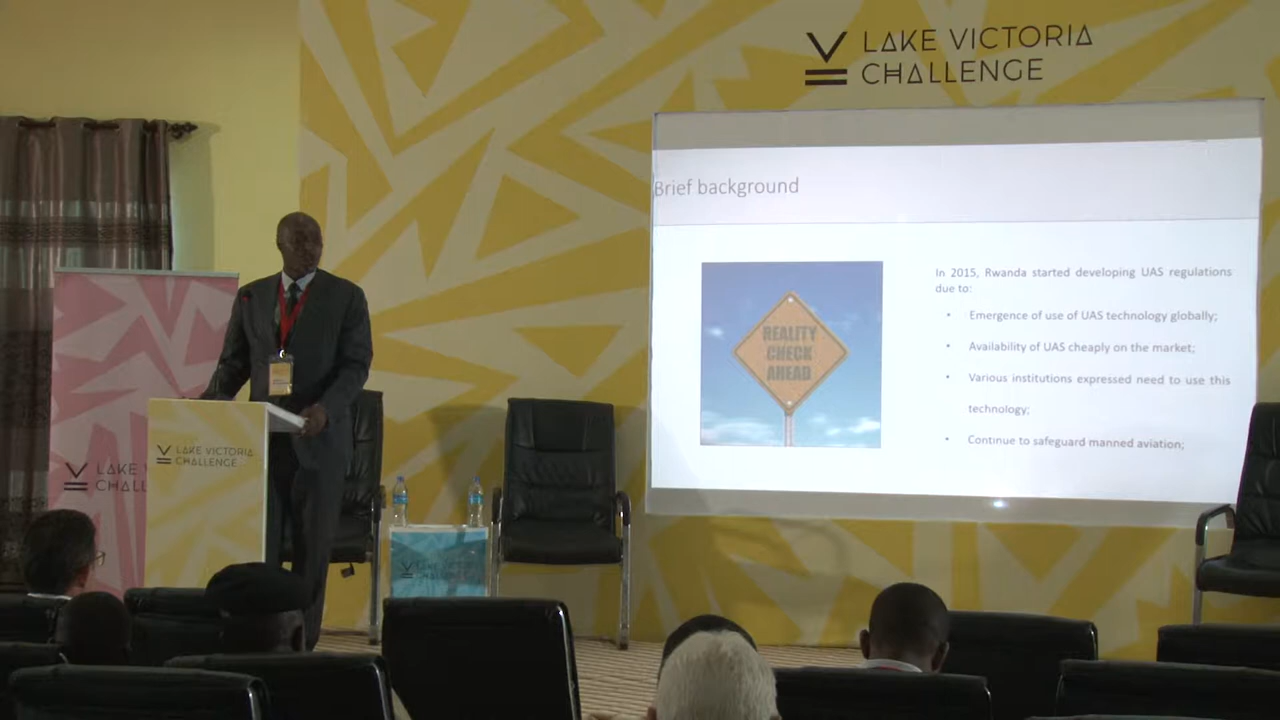 LAKE VICTORIA
CHALLENGE
Brief background
REALITY
CHECK
AHEAD
In 2015, Rwanda started developing UAS regulations
due to:
• Emergence of use of UAS technology globally;
• Availability of UAS cheaply on the market;
• Various institutions expressed need to use this
technology;
• Continue to safeguard manned aviation;
LAKE VICTORIA
CHALLENGE
LAKE V
CHALL
LAKE VICTORIA
CHALLENGE